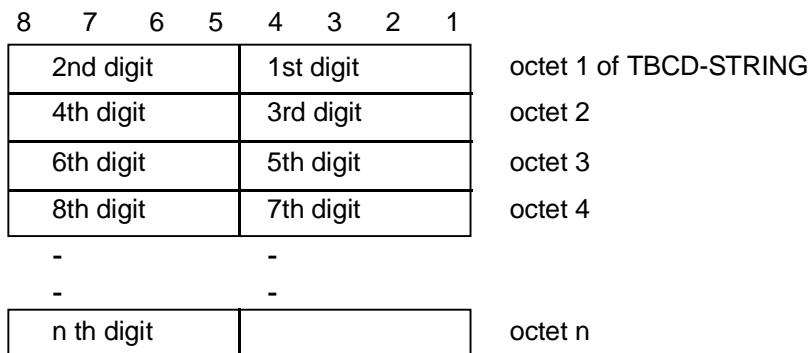 8 7 6 5 4 3 2 1
2nd digit 1st digit octet 1 of TBCD-STRING
4th digit 3rd digit octet 2
6th digit 5th digit octet 3
8th digit 7th digit octet 4
- -
- -
n th digit octet n